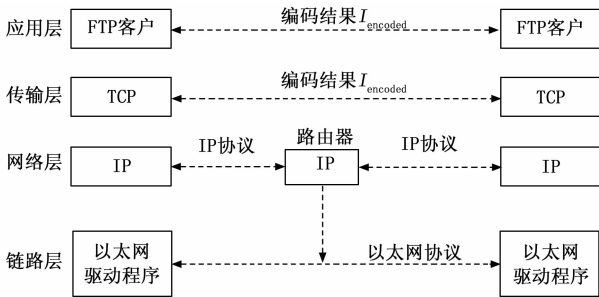 应用层 FTP客户 编码结果I_encoded FTP客户
传输层 TCP 编码结果I_encoded TCP
路由器
网络层 IP IP协议 IP IP协议 IP
链路层 以太网 以太网协议 以太网
驱动程序 驱动程序